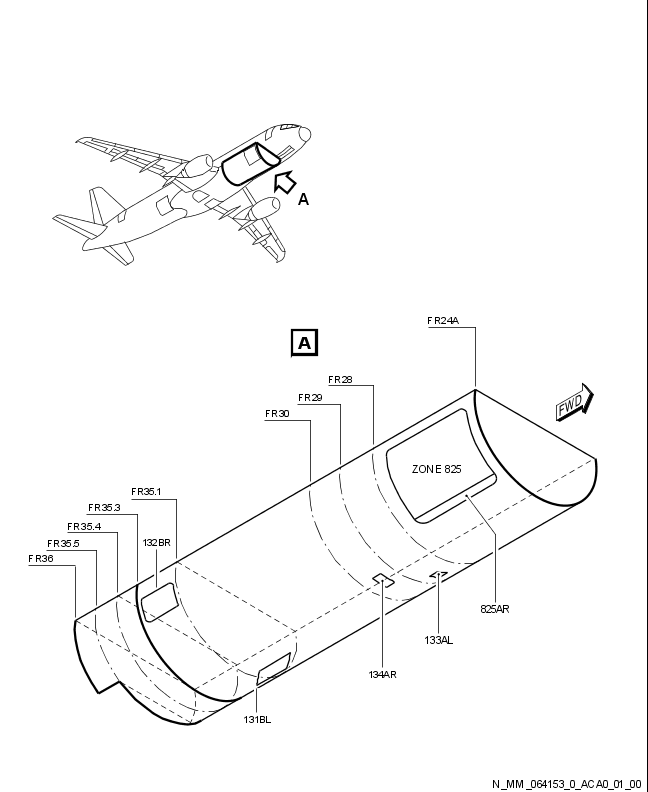 A
A
FR24A
FR28
FR29
FR30
FWD
ZONE 825
FR35.1
FR35.3
FR35.4
132BR
FR35.5
FR36
825AR
133AL
134AR
131BL
N_MM_064153_0_ACA0_01_00